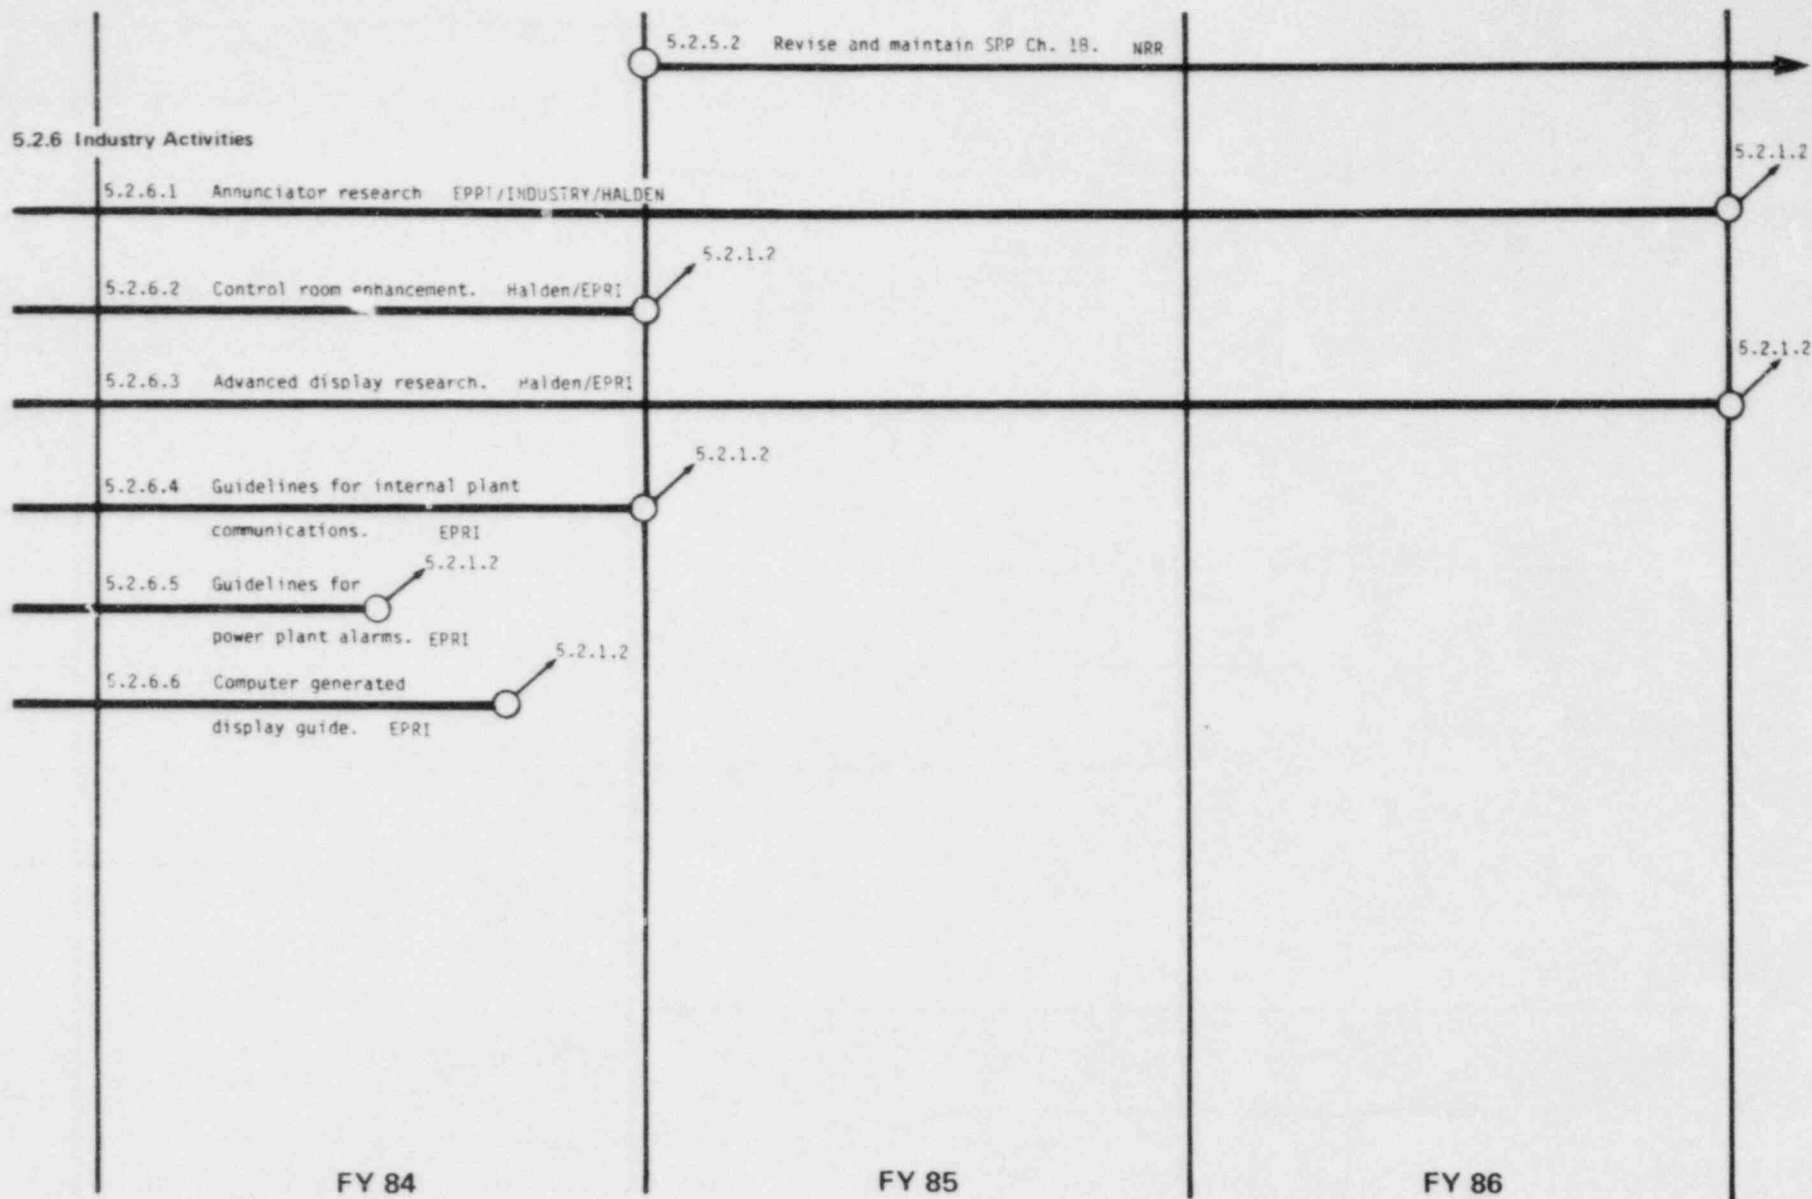 5.2.5.2 Revise and maintain SRP Ch. 18. NRR
5.2.6 Industry Activities
5.2.1.2
5.2.6.1 Annunciator research EPRI/INDUSTRY/HALDEN
5.2.1.2
5.2.6.2 Control room enhancement. Halden/EPRI
5.2.1.2
5.2.6.3 Advanced display research. Halden/EPRI
5.2.1.2
5.2.6.4 Guidelines for internal plant
communications. EPRI
5.2.1.2
5.2.6.5 Guidelines for
power plant alarms. EPRI
5.2.1.2
5.2.6.6 Computer generated
display guide. EPRI
FY 84 FY 85 FY 86